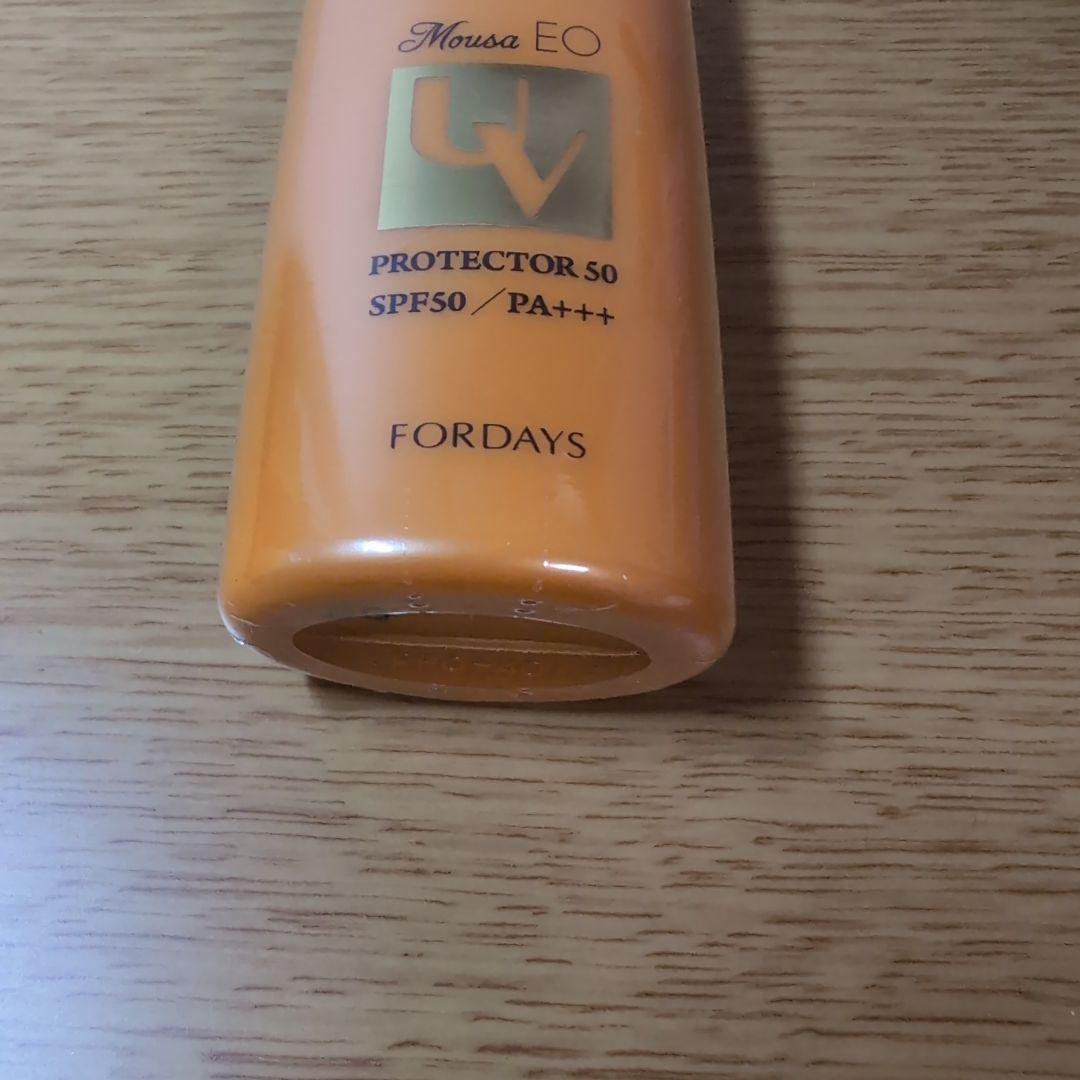 Mousa EO
UV
PROTECTOR 50
SPF50／PA+++
FORDAYS